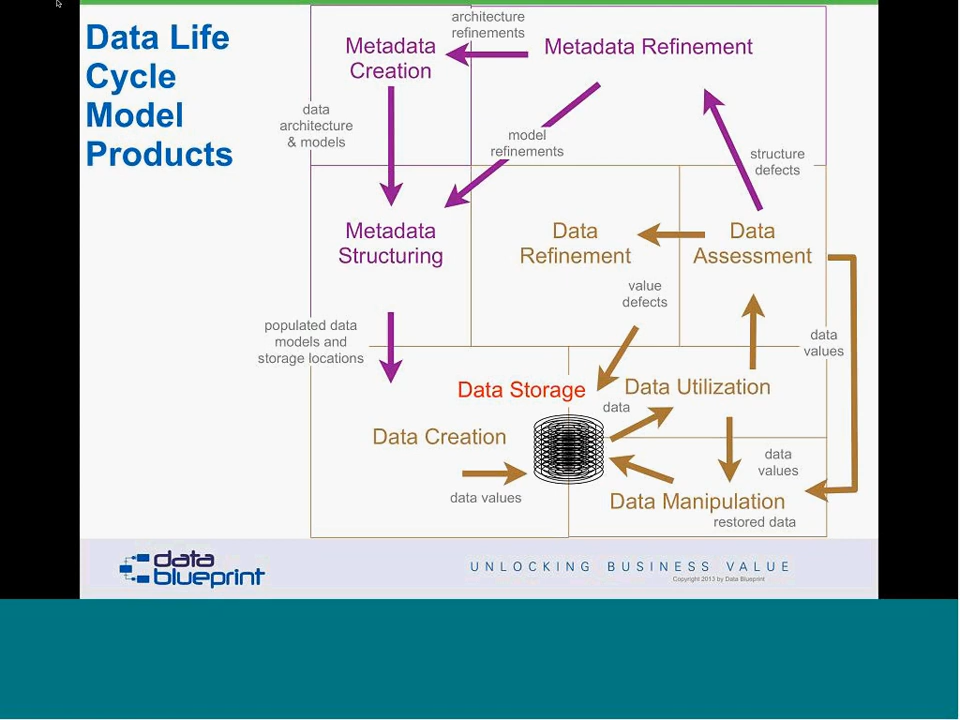 Data Life
Cycle
Model
Products
architecture
refinements
Metadata
Creation
Metadata Refinement
data
architecture
& models
model
refinements
structure
defects
Metadata
Structuring
Data
Refinement
Data
Assessment
value
defects
populated data
models and
storage locations
data
values
Data Storage
Data Utilization
data
Data Creation
data
values
data values
Data Manipulation
restored data
data
blueprint
UNLOCKING BUSINESS VALUE
Copyright 2013 by Data Blueprint